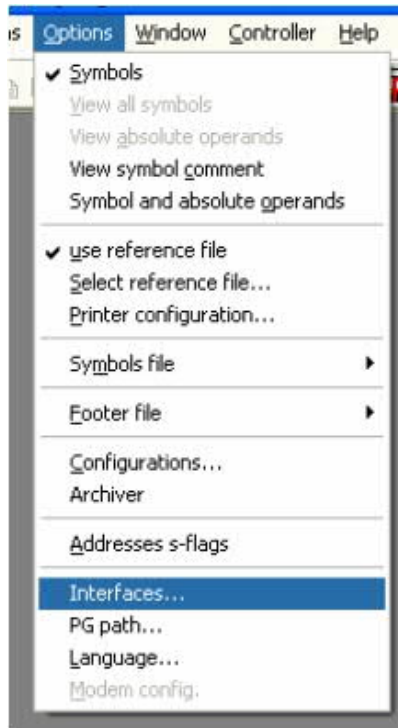 s Options Window Controller Help
Symbols
View all symbols
View absolute operands
View symbol comment
Symbol and absolute operands
use reference file
Select reference file...
Printer configuration...
Symbols file
Footer file
Configurations...
Archiver
Addresses s-flags
Interfaces...
PG path...
Language...
Modem config.